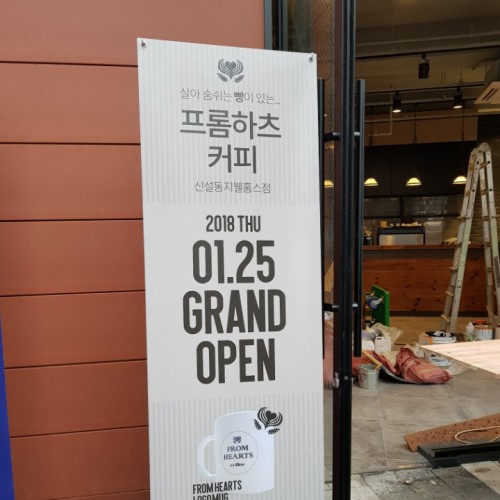 살아 숨쉬는 빵이 있는...
프롬하츠
커피
신설동지웰홈스점
2018 THU
01.25
GRAND
OPEN
FROM
HEARTS
coffee
FROM HEARTS
LOGO MUG